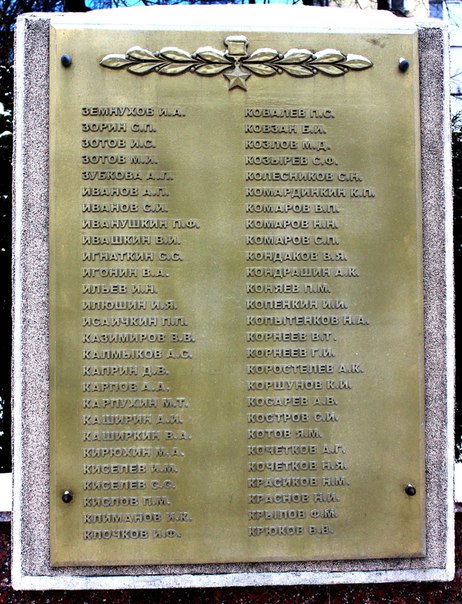 ЗЕМНУХОВ И.А.
ЗОРИН С.П.
ЗОТОВ И.С.
ЗОТОВ М.И.
ЗУБКОВА А.Л.
ИВАНОВ А.П.
ИВАНОВ С.И.
ИВАНУШКИН П.Ф.
ИВАШКИН В.И.
ИГНАТКИН С.С.
ИГОНИН В.А.
ИЛЬЕВ И.Н.
ИЛЮШИН И.Я.
ИСАИЧКИН П.П.
КАЗИМИРОВ В.В.
КАЛМЫКОВ А.С.
КАПРИН Д.В.
КАРПОВ А.А.
КАРПУХИН М.Т.
КАШИРИН А.И.
КАШИРКИН В.А.
КИРЮХИН М.А.
КИСЕЛЕВ И.М.
КИСЕЛЕВ С.С.
КИСЛОВ П.М.
КЛИМАНОВ И.К.
КЛОЧКОВ И.Ф.
КОВАЛЕВ П.С.
КОВЗАН Б.И.
КОЗЛОВ М.Д.
КОЗЫРЕВ С.Ф.
КОЛЕСНИКОВ С.Н.
КОМАРДИНКИН К.П.
КОМАРОВ В.П.
КОМАРОВ Н.Н.
КОМАРОВ С.П.
КОНДАКОВ В.Я.
КОНДРАШИН А.К.
КОНЯЕВ П.М.
КОПЕНКИН И.И.
КОПЫТЕНКОВ Н.А.
КОРНЕЕВ В.Т.
КОРНЕЕВ Г.И.
КОРОСТЕЛЕВ А.К.
КОРШУНОВ К.И.
КОСАРЕВ А.В.
КОСТРОВ С.И.
КОТОВ Я.М.
КОЧЕТКОВ А.Г.
КОЧЕТКОВ Н.Я.
КРАСИКОВ Н.М.
КРАСНОВ Н.И.
КРЫЛОВ Ф.М.
КРЮКОВ В.В.